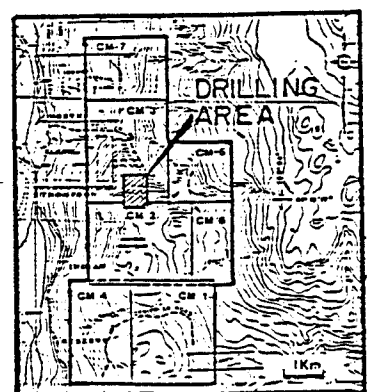 CM-7
DRILLING
AREA
CM-3
CM-5
CM 2
CM 6
CM 4
CM 1
1Km